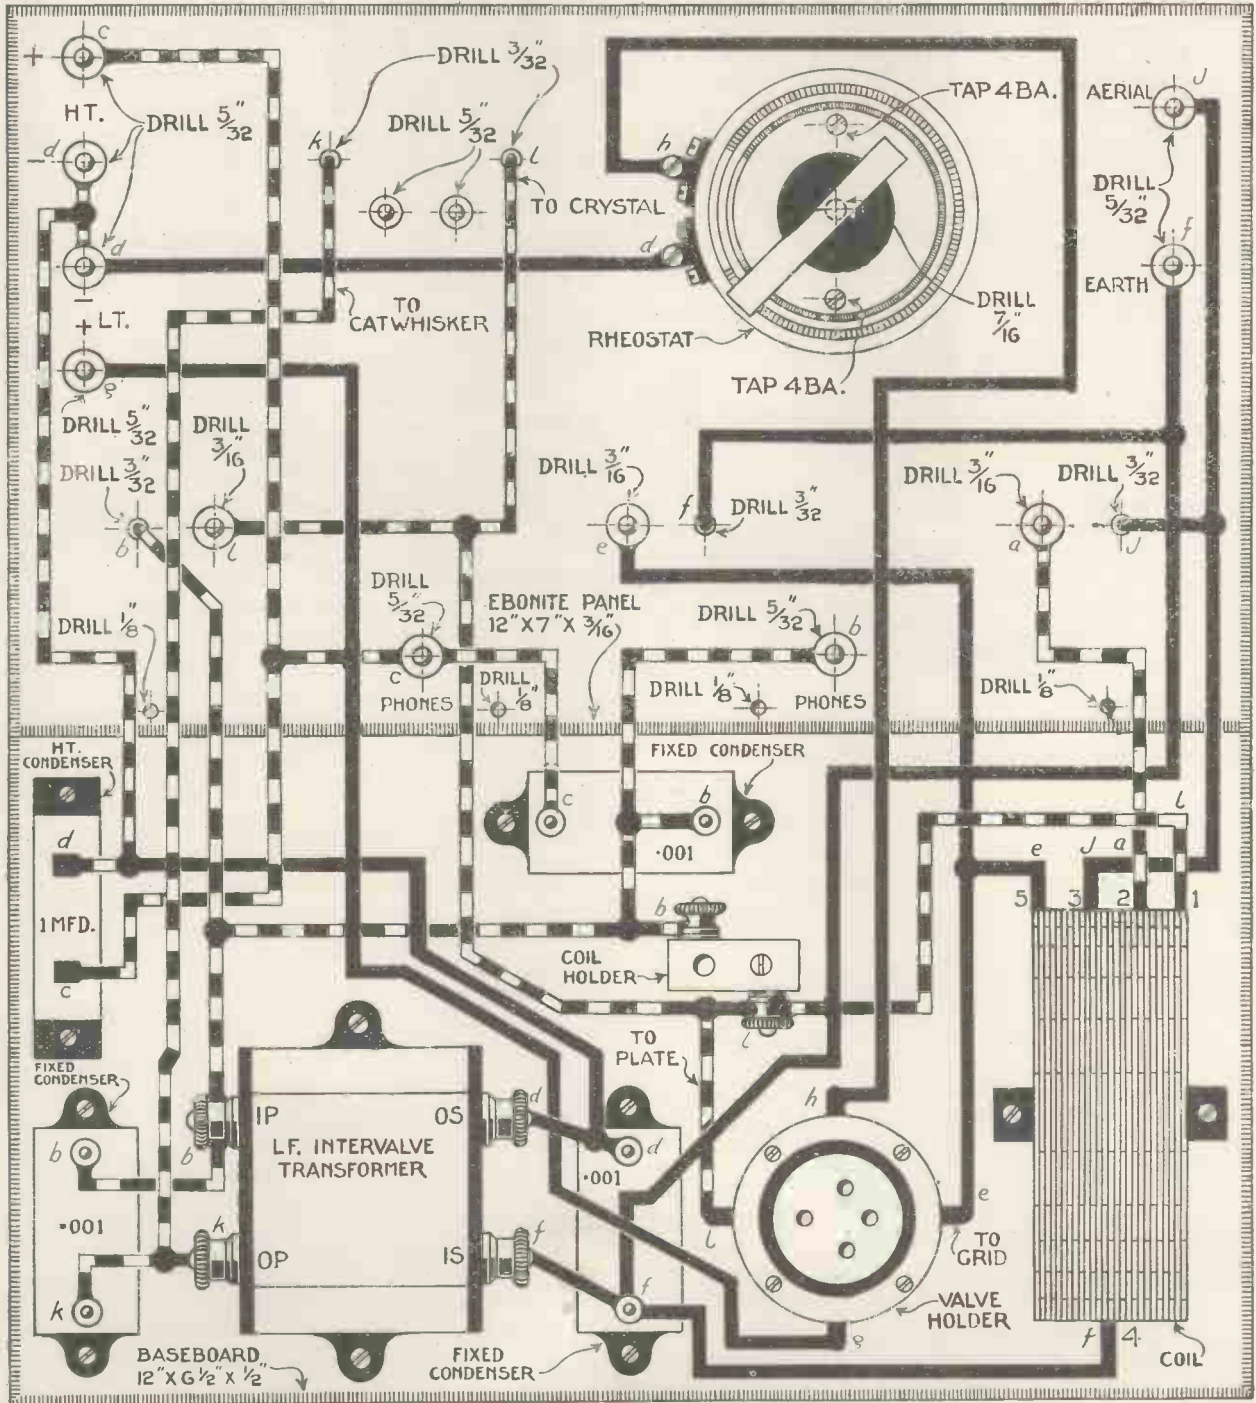 c
+
DRILL 3/32"
HT.
DRILL 5/32"
DRILL 5/32"
TAP 4BA.
AERIAL
J
d
-
k
l
h
TO CRYSTAL
DRILL 5/32"
d
d
f
-
TO
CATWHISKER
EARTH
+ LT.
RHEOSTAT
DRILL
7/16"
TAP 4BA.
g
DRILL 5/32"
DRILL
3/16"
DRILL 3/32"
DRILL 3/16"
DRILL 3/16"
DRILL 3/32"
b
l
e
f
DRILL 3/32"
a
J
DRILL
5/32"
EBONITE PANEL
12" X 7" X 3/16"
DRILL 5/32"
b
DRILL 1/8"
c
PHONES
DRILL
1/8"
DRILL 1/8"
PHONES
DRILL 1/8"
HT.
CONDENSER
FIXED CONDENSER
c
b
.001
d
l
e
J
a
5
3
2
1
1 MFD.
b
COIL
HOLDER
c
l
TO
PLATE
FIXED
CONDENSER
h
b
b
IP
OS
d
d
L.F. INTERVALVE
TRANSFORMER
.001
.001
k
f
l
e
OP
IS
TO
GRID
k
f
VALVE
HOLDER
g
f
4
COIL
BASEBOARD
12" X 6 1/2" X 1/2"
FIXED
CONDENSER